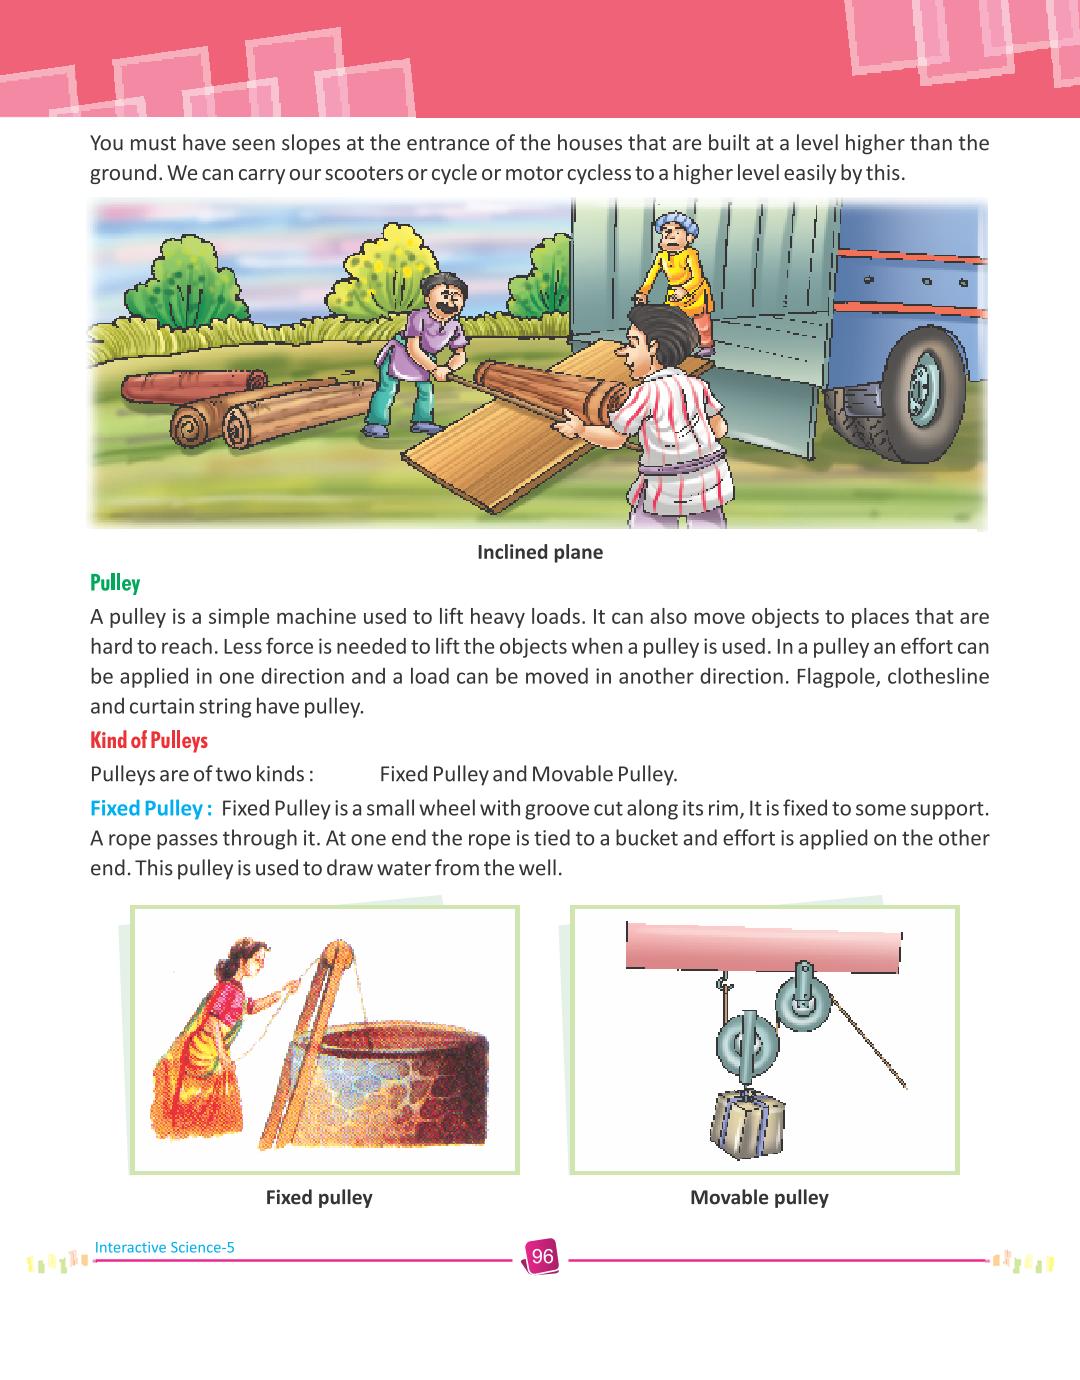 You must have seen slopes at the entrance of the houses that are built at a level higher than the
ground. We can carry our scooters or cycle or motor cycless to a higher level easily by this.
Inclined plane
Pulley
A pulley is a simple machine used to lift heavy loads. It can also move objects to places that are
hard to reach. Less force is needed to lift the objects when a pulley is used. In a pulley an effort can
be applied in one direction and a load can be moved in another direction. Flagpole, clothesline
and curtain string have pulley.
Kind of Pulleys
Pulleys are of two kinds : Fixed Pulley and Movable Pulley.
Fixed Pulley : Fixed Pulley is a small wheel with groove cut along its rim, It is fixed to some support.
A rope passes through it. At one end the rope is tied to a bucket and effort is applied on the other
end. This pulley is used to draw water from the well.
Fixed pulley
Movable pulley
Interactive Science-5
96